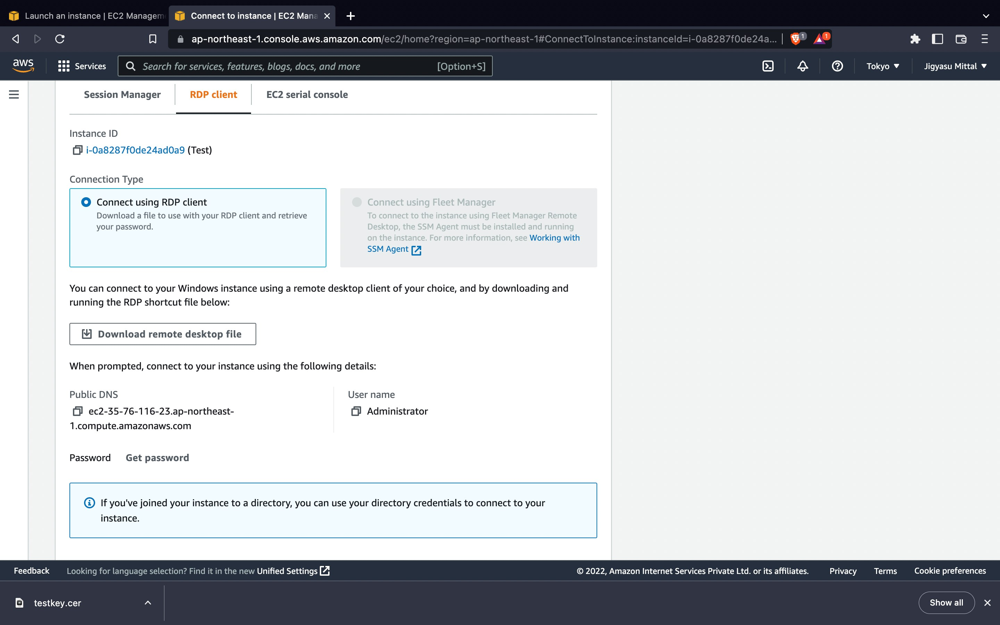 Launch an instance | EC2 Managem
Connect to instance | EC2 Mana
ap-northeast-1.console.aws.amazon.com/ec2/home?region=ap-northeast-1#ConnectToInstance:instanceId=i-0a8287f0de24a...
1
1
aws
Services
Search for services, features, blogs, docs, and more
[Option+S]
Tokyo
Jigyasu Mittal
Session Manager
RDP client
EC2 serial console
Instance ID
i-0a8287f0de24ad0a9 (Test)
Connection Type
Connect using RDP client
Download a file to use with your RDP client and retrieve
your password.
Connect using Fleet Manager
To connect to the instance using Fleet Manager Remote
Desktop, the SSM Agent must be installed and running
on the instance. For more information, see Working with
SSM Agent
You can connect to your Windows instance using a remote desktop client of your choice, and by downloading and
running the RDP shortcut file below:
Download remote desktop file
When prompted, connect to your instance using the following details:
Public DNS
ec2-35-76-116-23.ap-northeast-
1.compute.amazonaws.com
User name
Administrator
Password
Get password
If you've joined your instance to a directory, you can use your directory credentials to connect to your
instance.
Feedback
Looking for language selection? Find it in the new Unified Settings
© 2022, Amazon Internet Services Private Ltd. or its affiliates.
Privacy
Terms
Cookie preferences
testkey.cer
Show all